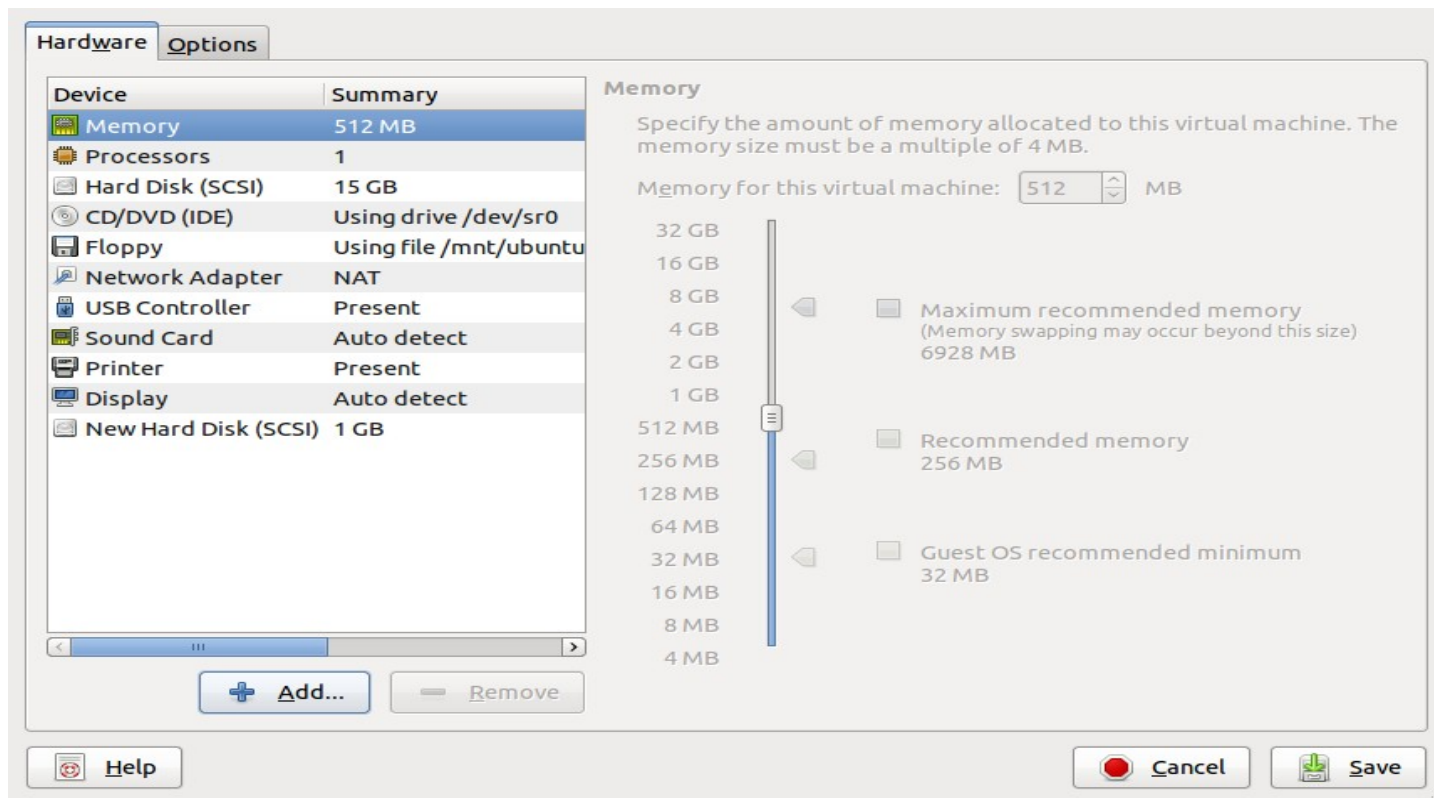 Hardware Options
Device Summary
Memory 512 MB
Processors 1
Hard Disk (SCSI) 15 GB
CD/DVD (IDE) Using drive /dev/sr0
Floppy Using file /mnt/ubuntu
Network Adapter NAT
USB Controller Present
Sound Card Auto detect
Printer Present
Display Auto detect
New Hard Disk (SCSI) 1 GB
Add...
Remove
Memory
Specify the amount of memory allocated to this virtual machine. The
memory size must be a multiple of 4 MB.
Memory for this virtual machine: 512 MB
32 GB
16 GB
8 GB
4 GB
2 GB
1 GB
512 MB
256 MB
128 MB
64 MB
32 MB
16 MB
8 MB
4 MB
Maximum recommended memory
(Memory swapping may occur beyond this size)
6928 MB
Recommended memory
256 MB
Guest OS recommended minimum
32 MB
Help
Cancel
Save